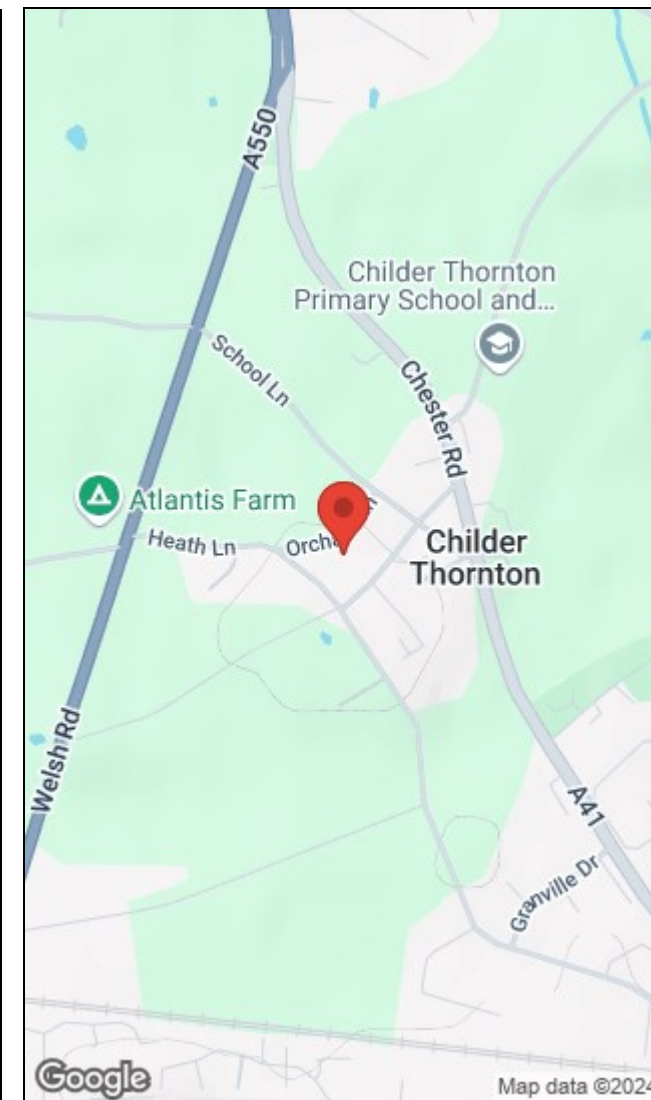 A550
Childer Thornton
Primary School and...
School Ln
Chester Rd
Atlantis Farm
Heath Ln
Childer
Thornton
Welsh Rd
A41
Granville Dr
Google
Map data ©2024